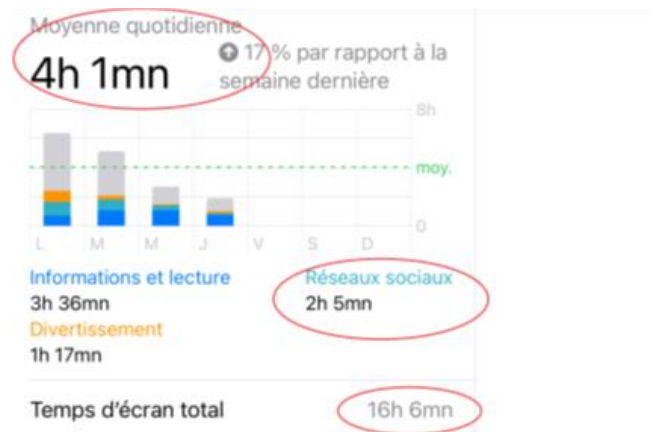 Moyenne quotidienne
4h 1mn
17 % par rapport à la
semaine dernière
8h
moy.
0
L M M J V S D
Informations et lecture
3h 36mn
Réseaux sociaux
2h 5mn
Divertissement
1h 17mn
Temps d'écran total 16h 6mn